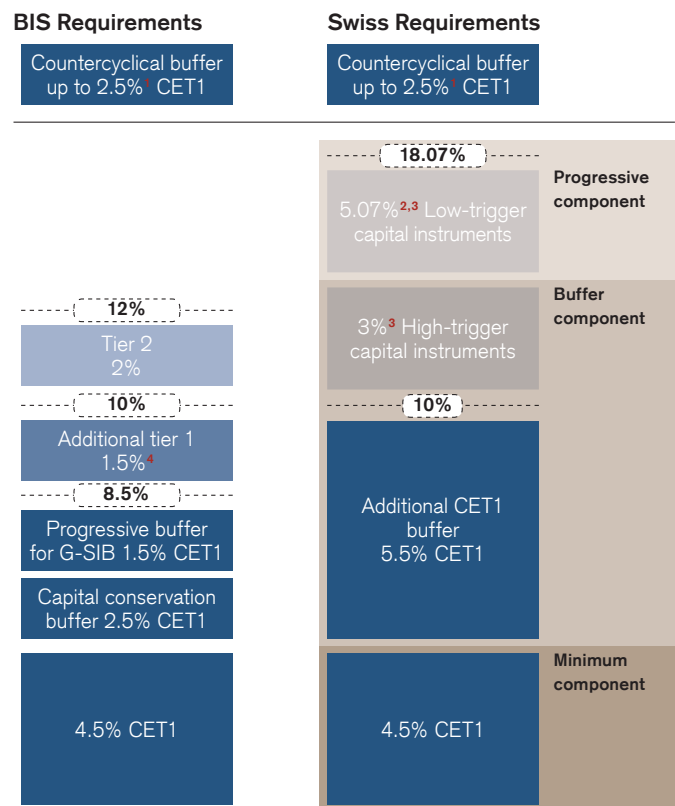 BIS Requirements
Countercyclical buffer
up to 2.5%¹ CET1
12%
Tier 2
2%
10%
Additional tier 1
1.5%⁴
8.5%
Progressive buffer
for G-SIB 1.5% CET1
Capital conservation
buffer 2.5% CET1
4.5% CET1
Swiss Requirements
Countercyclical buffer
up to 2.5%¹ CET1
18.07%
5.07%²,³ Low-trigger
capital instruments
Progressive
component
3%³ High-trigger
capital instruments
Buffer
component
10%
Additional CET1
buffer
5.5% CET1
4.5% CET1
Minimum
component